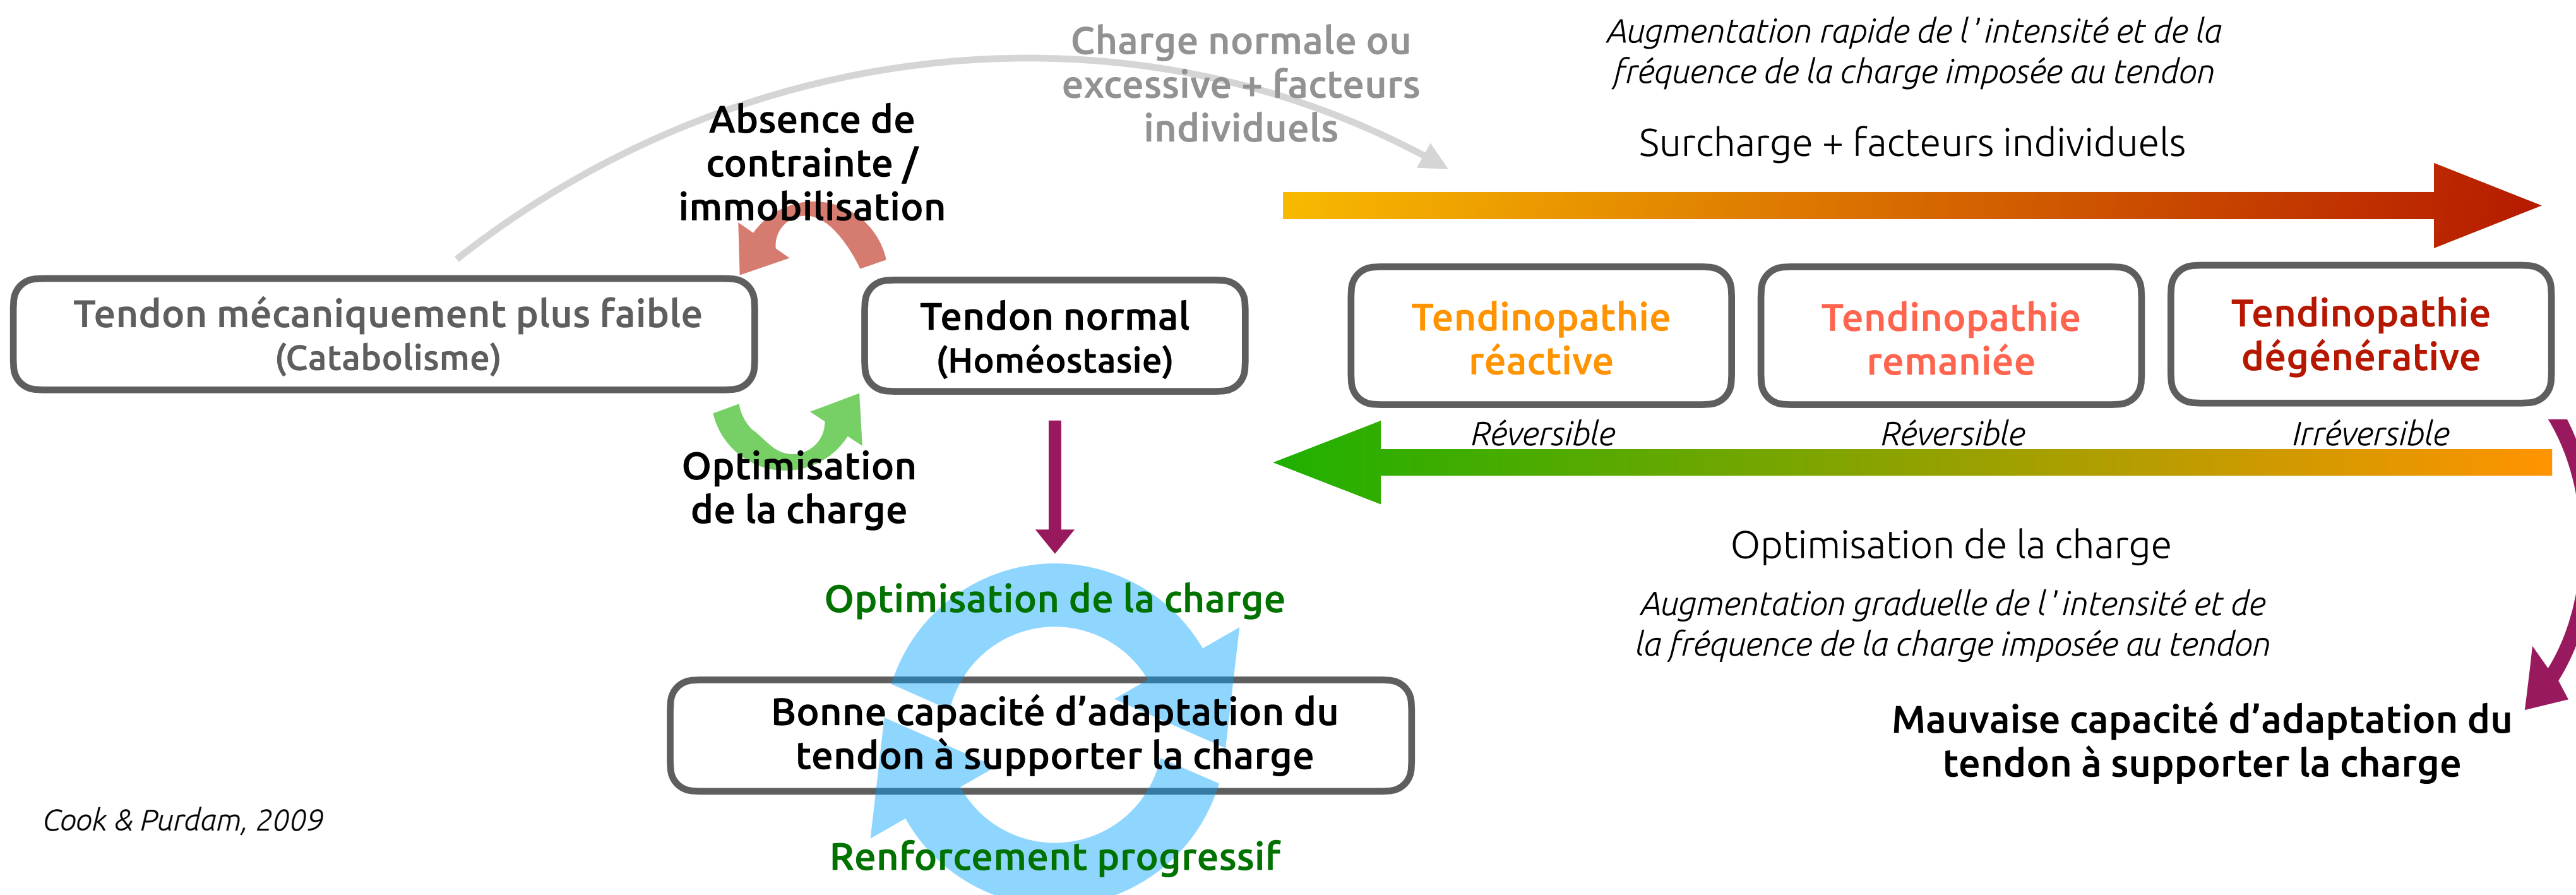 Charge normale ou
excessive + facteurs
individuels
Augmentation rapide de l'intensité et de la
fréquence de la charge imposée au tendon
Surcharge + facteurs individuels
Absence de
contrainte /
immobilisation
Tendon mécaniquement plus faible
(Catabolisme)
Tendon normal
(Homéostasie)
Tendinopathie
réactive
Tendinopathie
remaniée
Tendinopathie
dégénérative
Réversible
Réversible
Irréversible
Optimisation
de la charge
Optimisation de la charge
Augmentation graduelle de l'intensité et de
la fréquence de la charge imposée au tendon
Optimisation de la charge
Bonne capacité d’adaptation du
tendon à supporter la charge
Renforcement progressif
Mauvaise capacité d’adaptation du
tendon à supporter la charge
Cook & Purdam, 2009